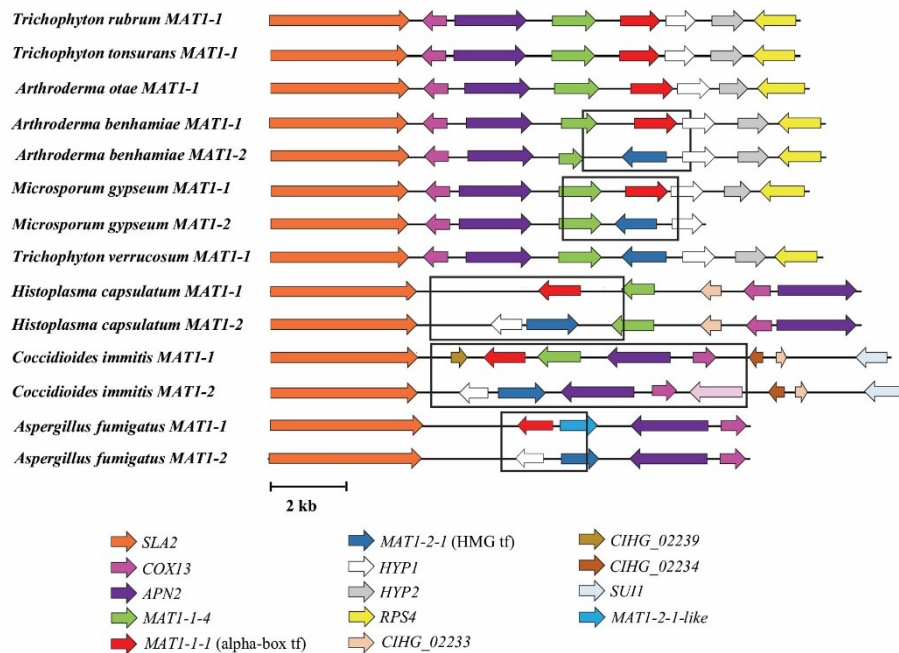 Trichophyton rubrum MAT1-1
Trichophyton tonsurans MAT1-1
Arthroderma otae MAT1-1
Arthroderma benhamiae MAT1-1
Arthroderma benhamiae MAT1-2
Microsporum gypseum MAT1-1
Microsporum gypseum MAT1-2
Trichophyton verrucosum MAT1-1
Histoplasma capsulatum MAT1-1
Histoplasma capsulatum MAT1-2
Coccidioides immitis MAT1-1
Coccidioides immitis MAT1-2
Aspergillus fumigatus MAT1-1
Aspergillus fumigatus MAT1-2
2 kb
SLA2
COX13
APN2
MAT1-1-4
MAT1-1-1 (alpha-box tf)
MAT1-2-1 (HMG tf)
HYP1
HYP2
RPS4
CIHG_02233
CIHG_02239
CIHG_02234
SUI1
MAT1-2-1-like